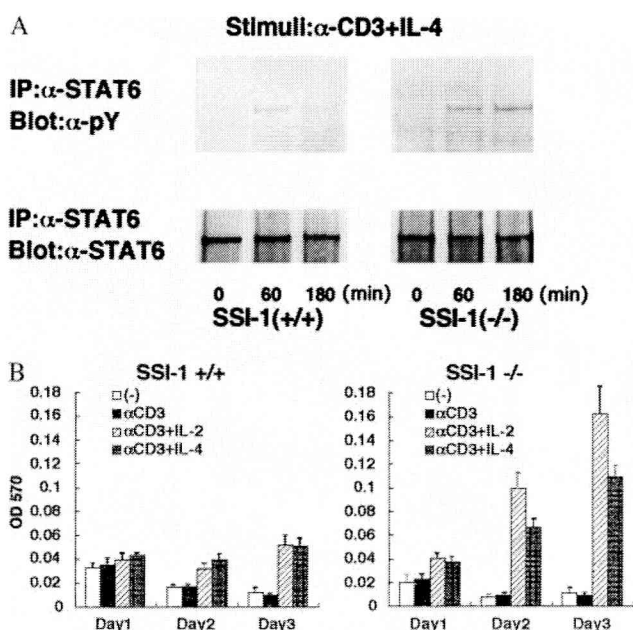 A
Stimuli:α-CD3+IL-4
IP:α-STAT6
Blot:α-pY
IP:α-STAT6
Blot:α-STAT6
0 60 180 (min) 0 60 180 (min)
SSI-1(+/+) SSI-1(-/-)
B
SSI-1 +/+
OD 570
0.18
0.16
0.14
0.12
0.1
0.08
0.06
0.04
0.02
0
(-)
αCD3
αCD3+IL-2
αCD3+IL-4
Day1 Day2 Day3
SSI-1 -/-
0.18
0.16
0.14
0.12
0.1
0.08
0.06
0.04
0.02
0
(-)
αCD3
αCD3+IL-2
αCD3+IL-4
Day1 Day2 Day3